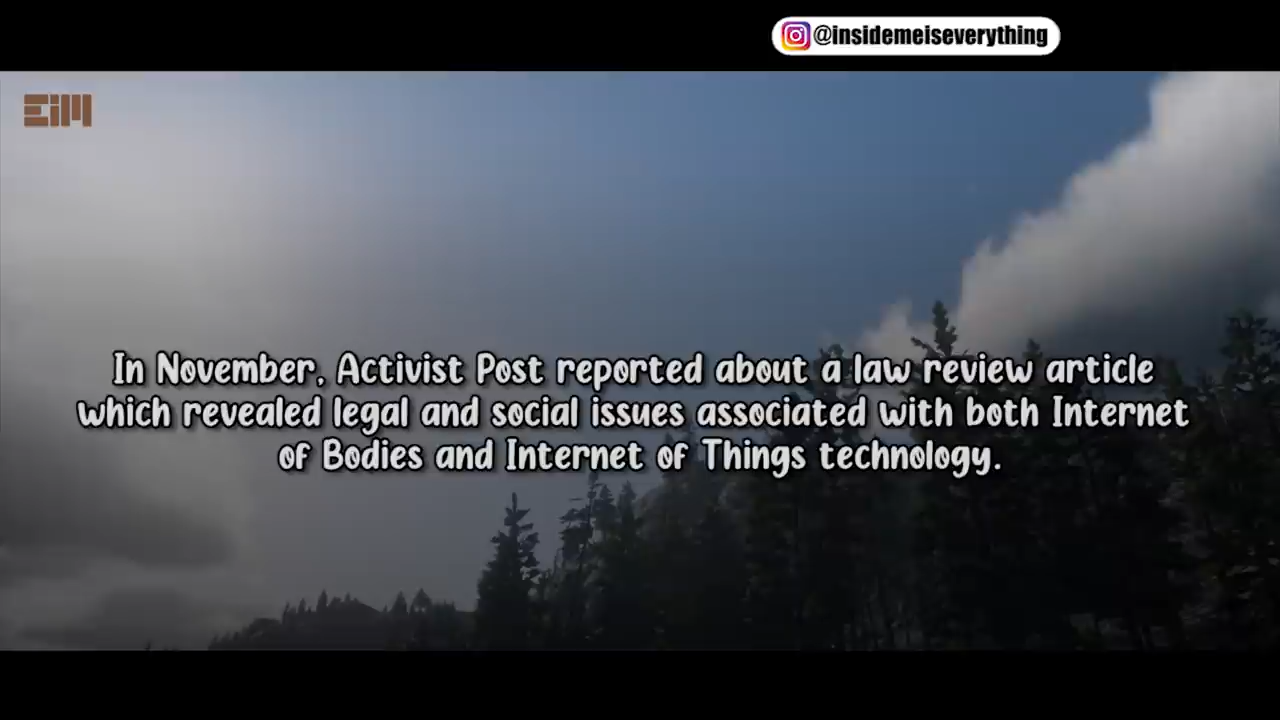 @insidemeiseverything
EiM
In November, Activist Post reported about a law review article
which revealed legal and social issues associated with both Internet
of Bodies and Internet of Things technology.